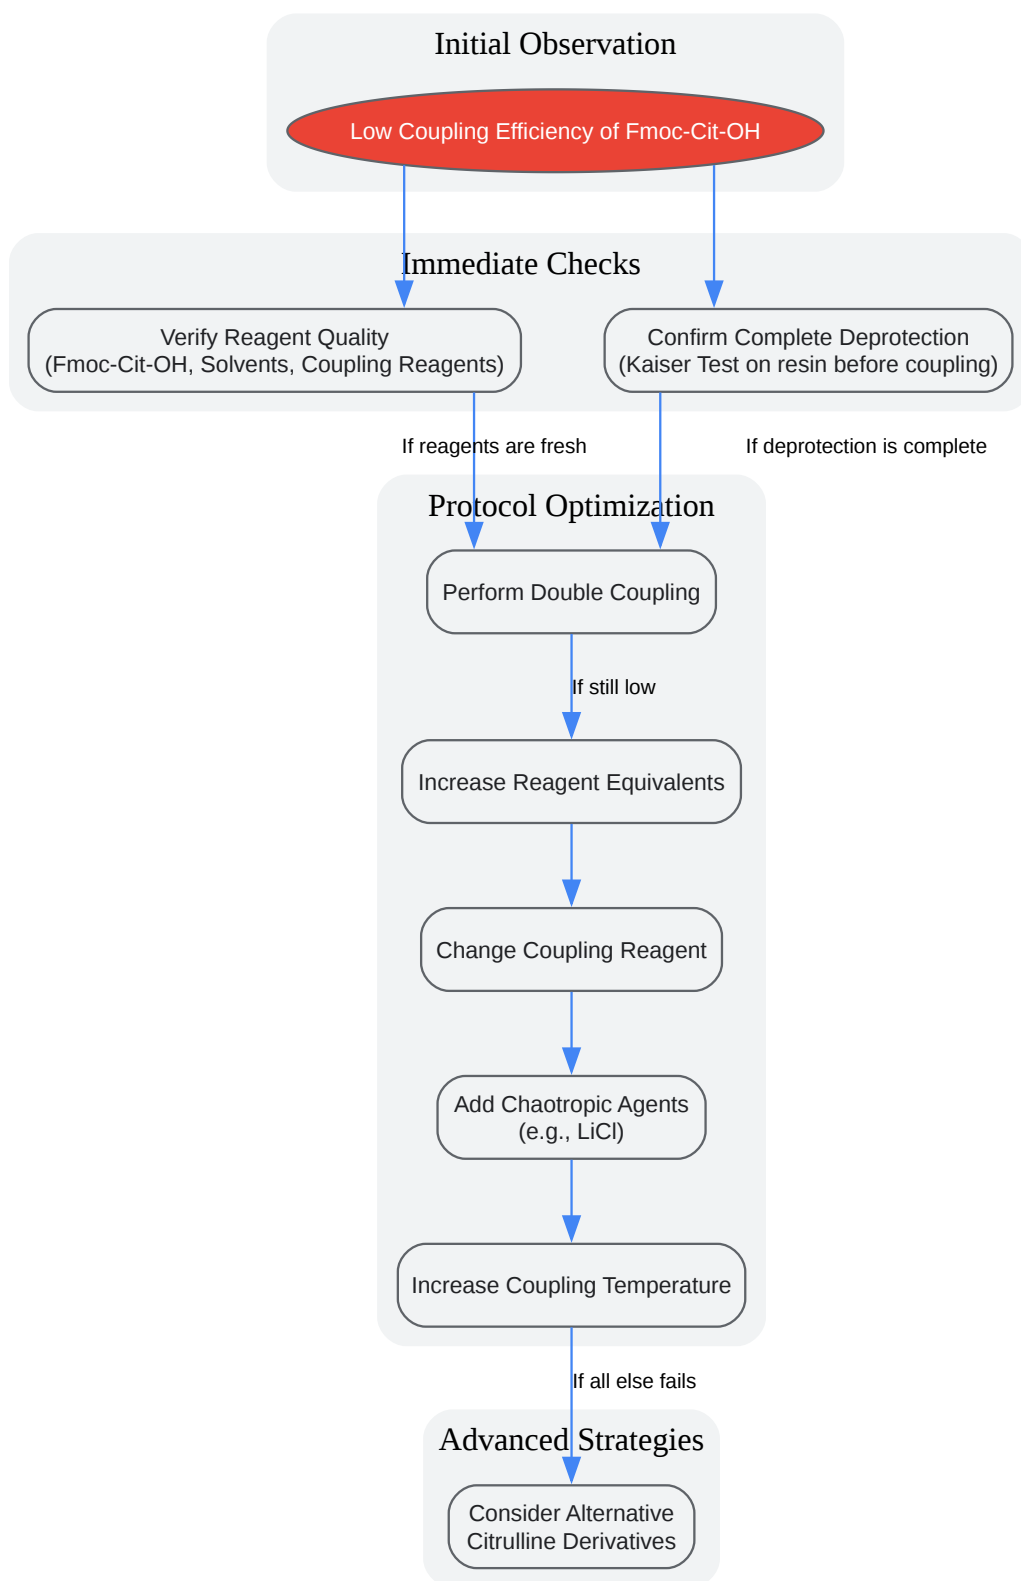 Initial Observation
Low Coupling Efficiency of Fmoc-Cit-OH
Immediate Checks
Verify Reagent Quality
(Fmoc-Cit-OH, Solvents, Coupling Reagents)
Confirm Complete Deprotection
(Kaiser Test on resin before coupling)
If reagents are fresh
If deprotection is complete
Protocol Optimization
Perform Double Coupling
If still low
Increase Reagent Equivalents
Change Coupling Reagent
Add Chaotropic Agents
(e.g., LiCl)
Increase Coupling Temperature
If all else fails
Advanced Strategies
Consider Alternative
Citrulline Derivatives